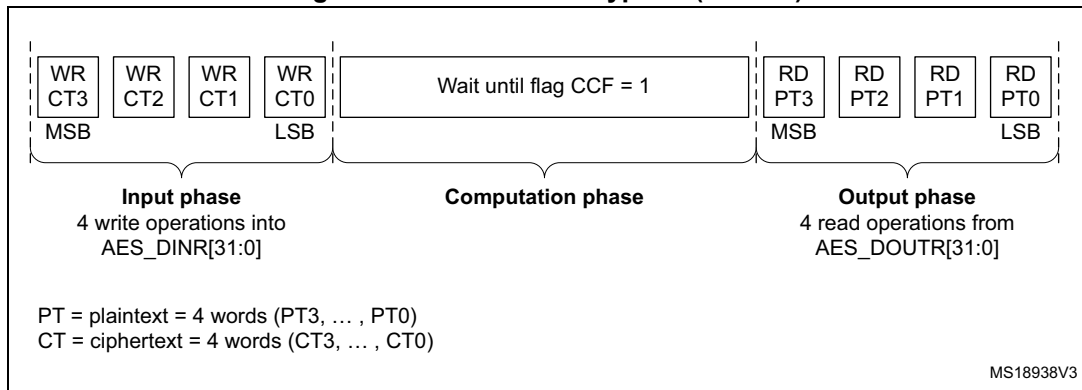 WR CT3
WR CT2
WR CT1
WR CT0
Wait until flag CCF = 1
RD PT3
RD PT2
RD PT1
RD PT0
MSB
LSB
MSB
LSB
Input phase
4 write operations into
AES_DINR[31:0]
Computation phase
Output phase
4 read operations from
AES_DOUTR[31:0]
PT = plaintext = 4 words (PT3, … , PT0)
CT = ciphertext = 4 words (CT3, … , CT0)
MS18938V3